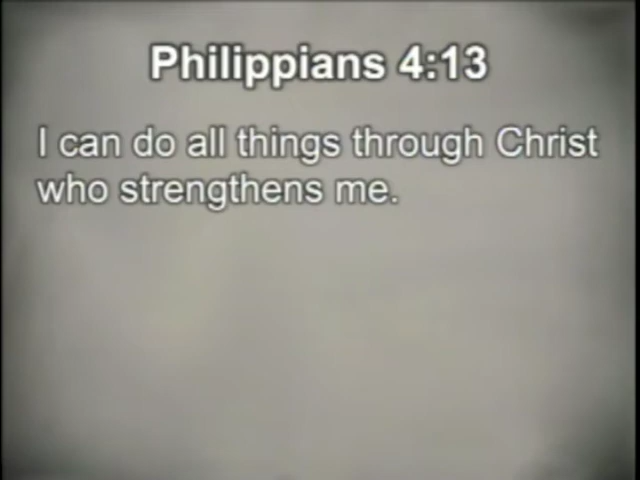 Philippians 4:13
I can do all things through Christ
who strengthens me.